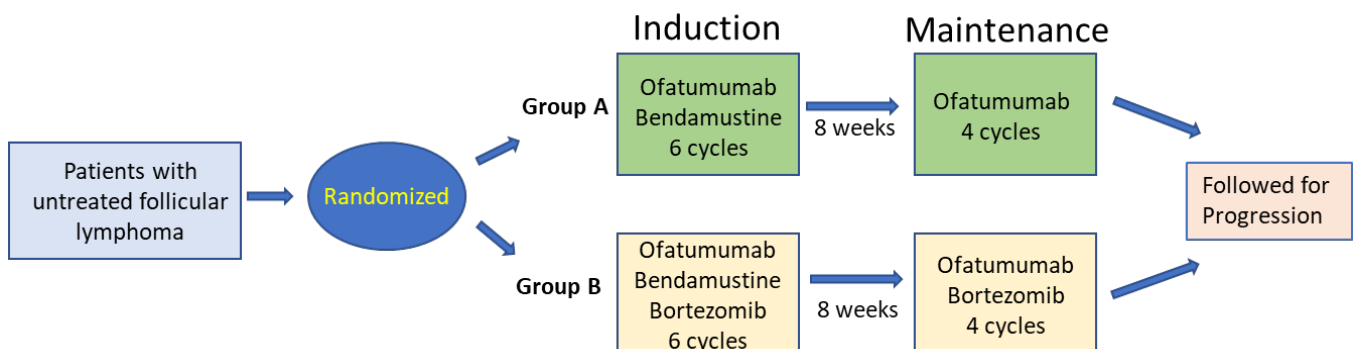 Induction
Maintenance
Patients with
untreated follicular
lymphoma
Randomized
Group A
Ofatumumab
Bendamustine
6 cycles
8 weeks
Ofatumumab
4 cycles
Group B
Ofatumumab
Bendamustine
Bortezomib
6 cycles
8 weeks
Ofatumumab
Bortezomib
4 cycles
Followed for
Progression